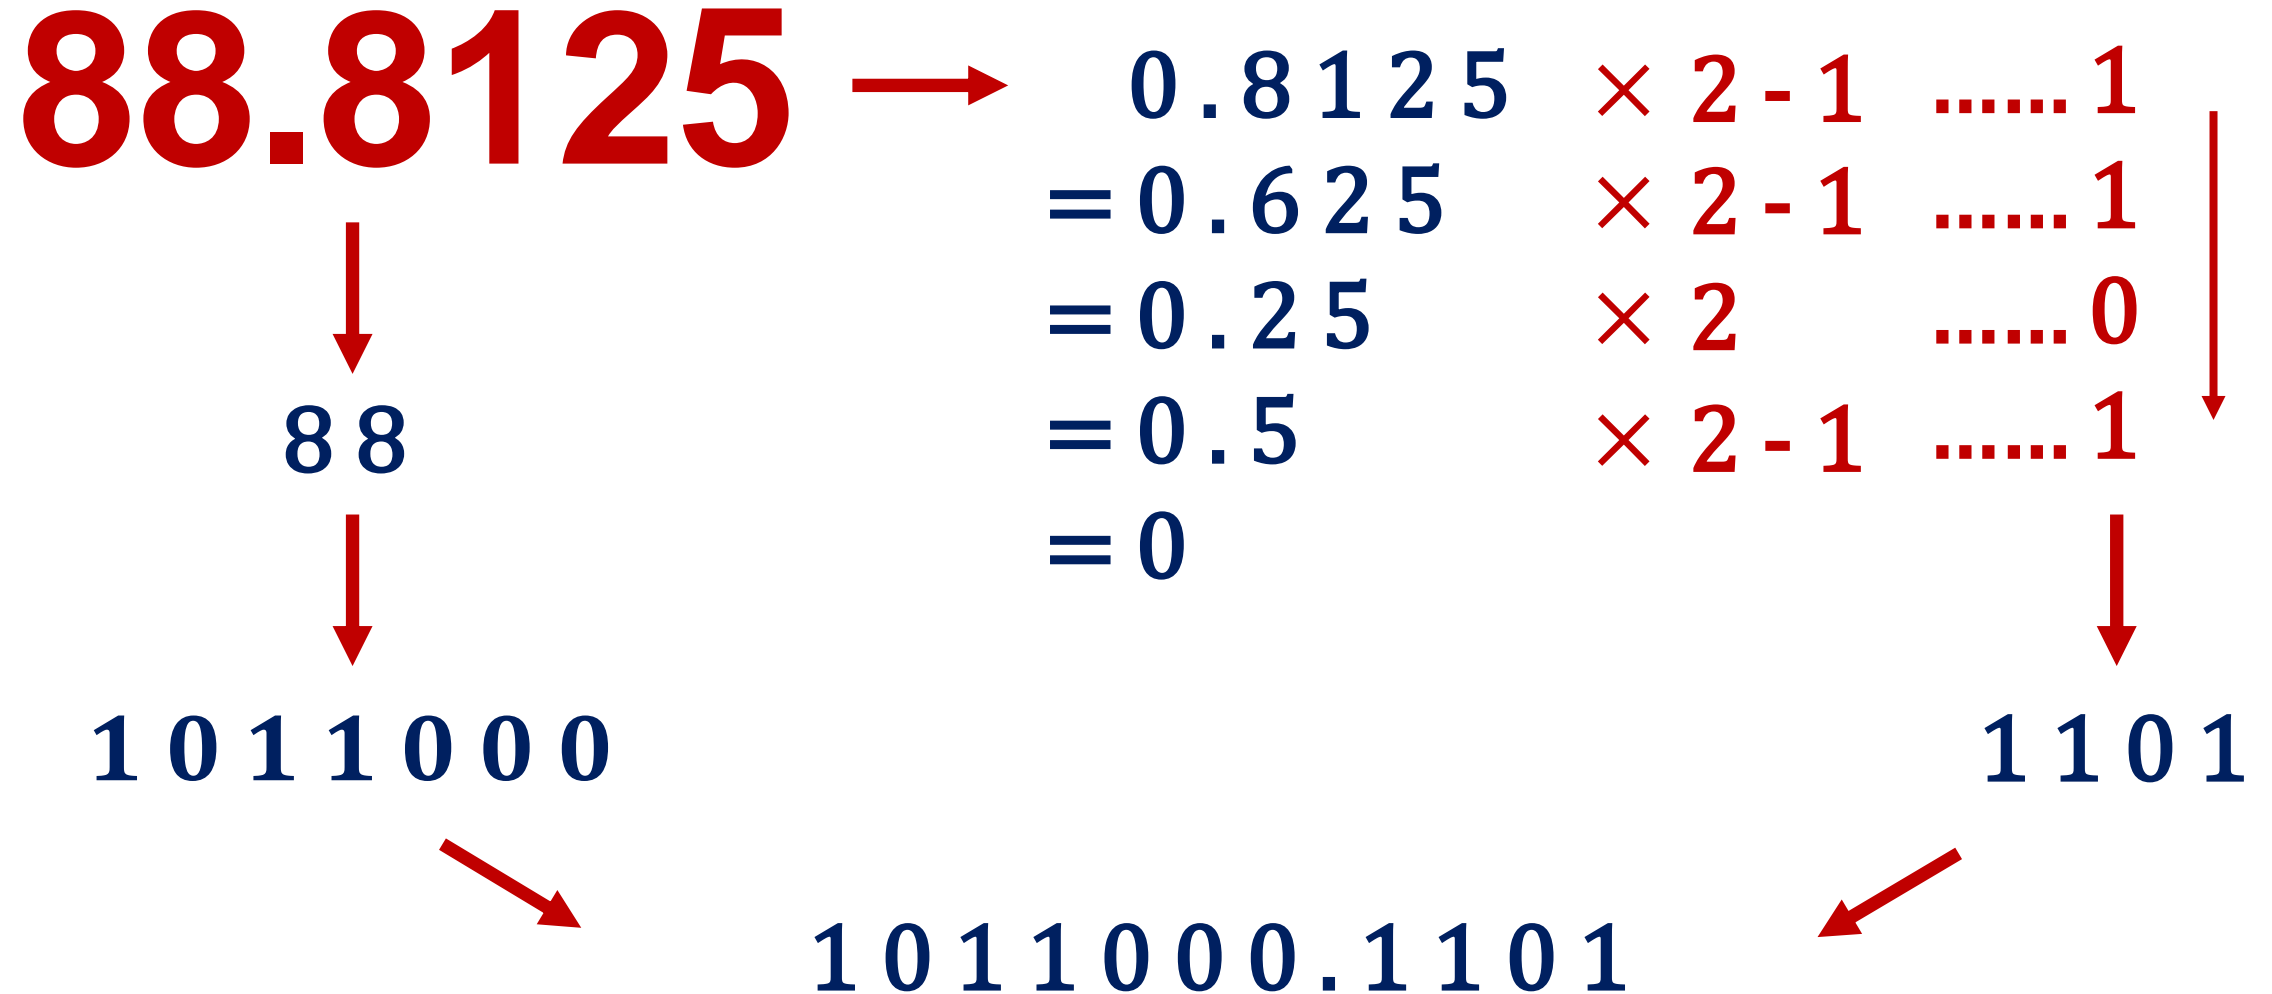 88.8125
0.8125 × 2 - 1 ...... 1
=0.625 × 2 - 1 ...... 1
=0.25 × 2 ...... 0
=0.5 × 2 - 1 ...... 1
=0
88
1011000
1101
1011000.1101